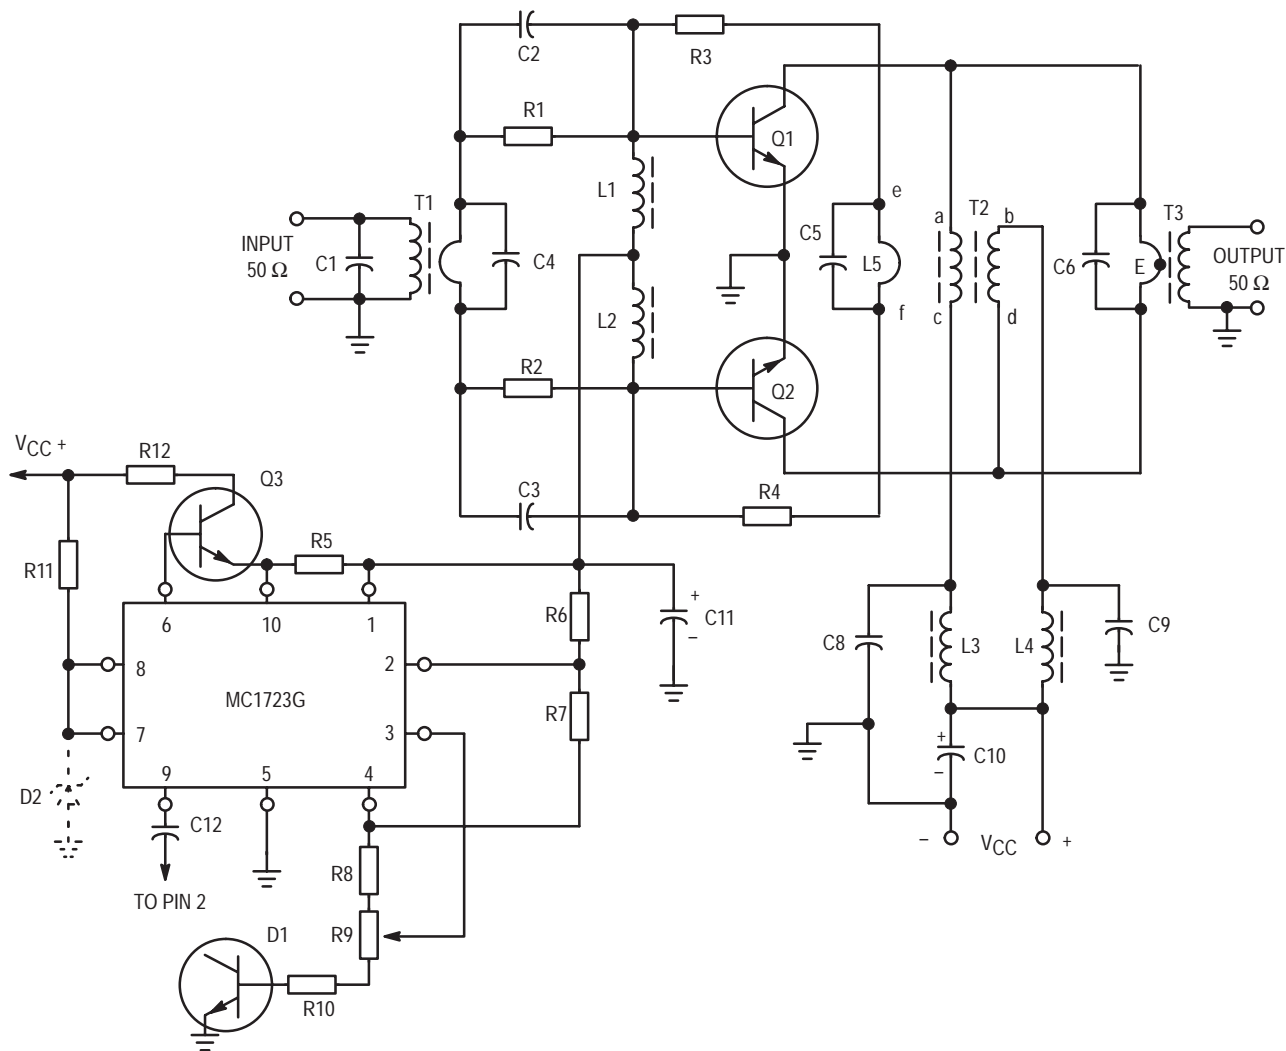 C2
R3
R1
Q1
L1
T1
INPUT
50 Ω
C1
C4
C5
e
L5
f
a
T2
b
c
d
C6
E
T3
OUTPUT
50 Ω
L2
R2
Q2
VCC +
R12
Q3
C3
R4
R11
R5
6
10
1
R6
+
C11
–
8
2
MC1723G
7
3
R7
9
5
4
D2
C12
TO PIN 2
R8
R9
D1
R10
C8
L3
L4
C9
+
C10
–
–
VCC
+